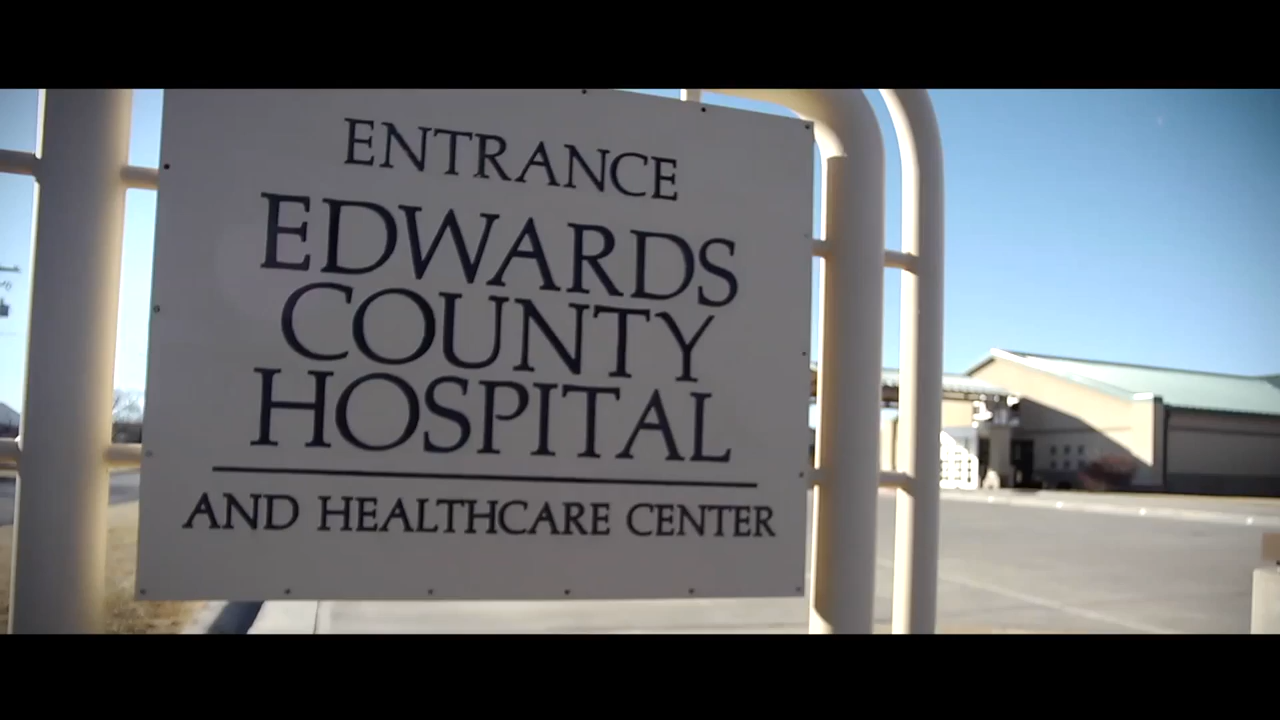 ENTRANCE
EDWARDS
COUNTY
HOSPITAL
AND HEALTHCARE CENTER